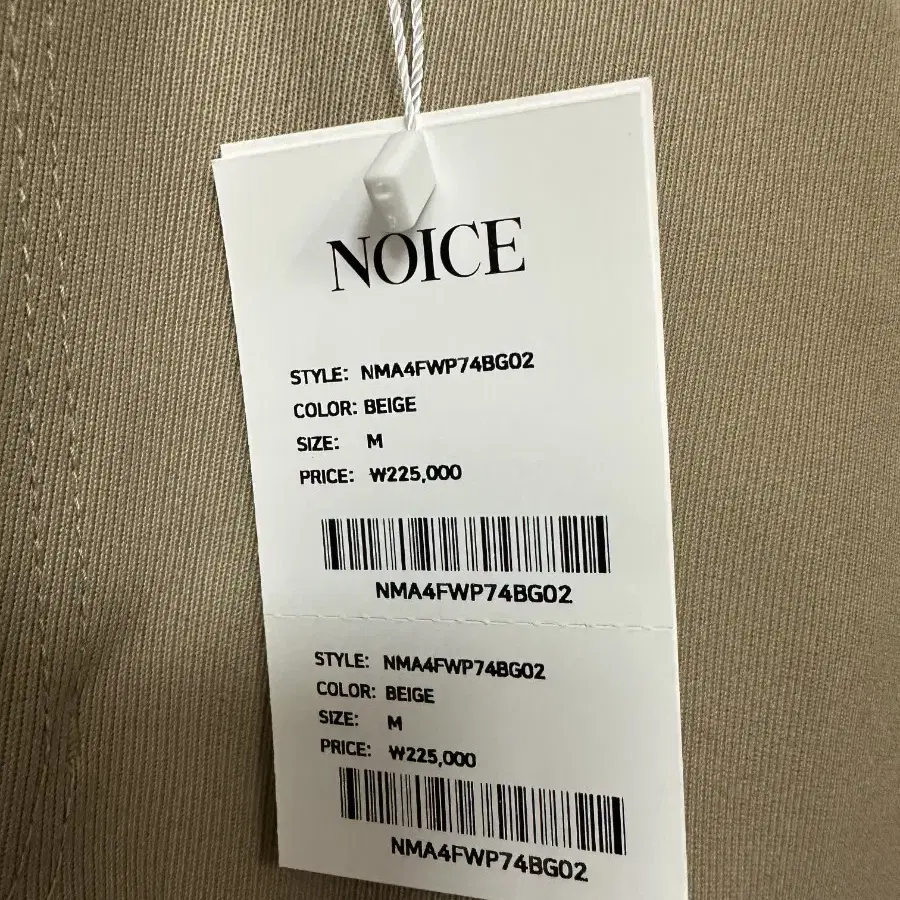 NOICE
STYLE: NMA4FWP74BG02
COLOR: BEIGE
SIZE: M
PRICE: ₩225,000
NMA4FWP74BG02
STYLE: NMA4FWP74BG02
COLOR: BEIGE
SIZE: M
PRICE: ₩225,000
NMA4FWP74BG02